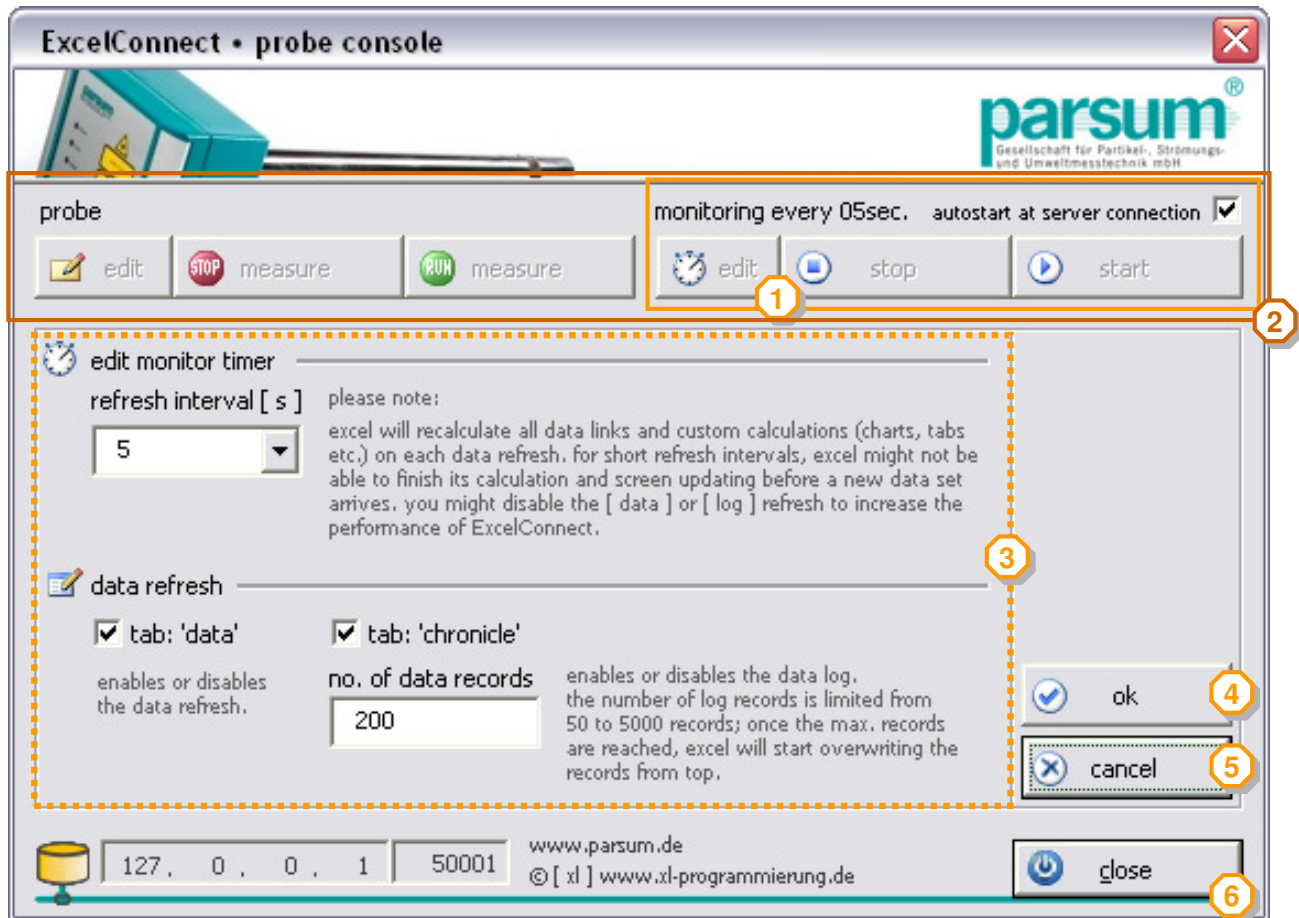 ExcelConnect • probe console
parsum
parsum®
Gesellschaft für Partikel-, Strömungs-
und Umweltmesstechnik mbH
probe
monitoring every 05sec. autostart at server connection
edit
STOP measure
RUN measure
edit
stop
start
1
2
edit monitor timer
refresh interval [ s ]
5
please note:
excel will recalculate all data links and custom calculations (charts, tabs
etc.) on each data refresh. for short refresh intervals, excel might not be
able to finish its calculation and screen updating before a new data set
arrives. you might disable the [ data ] or [ log ] refresh to increase the
performance of ExcelConnect.
3
data refresh
tab: 'data'
tab: 'chronicle'
enables or disables
the data refresh.
no. of data records
200
enables or disables the data log.
the number of log records is limited from
50 to 5000 records; once the max. records
are reached, excel will start overwriting the
records from top.
ok
4
cancel
5
127 . 0 . 0 . 1 50001
www.parsum.de
© [ xl ] www.xl-programmierung.de
close
6